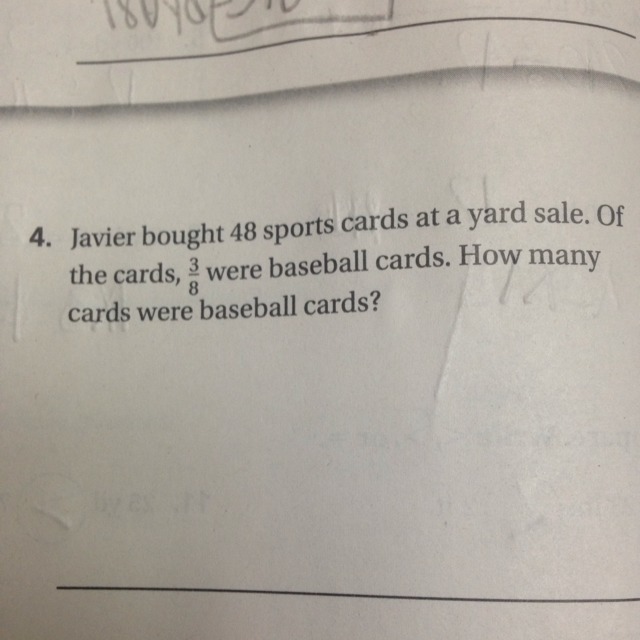 4. Javier bought 48 sports cards at a yard sale. Of
the cards, 3/8 were baseball cards. How many
cards were baseball cards?